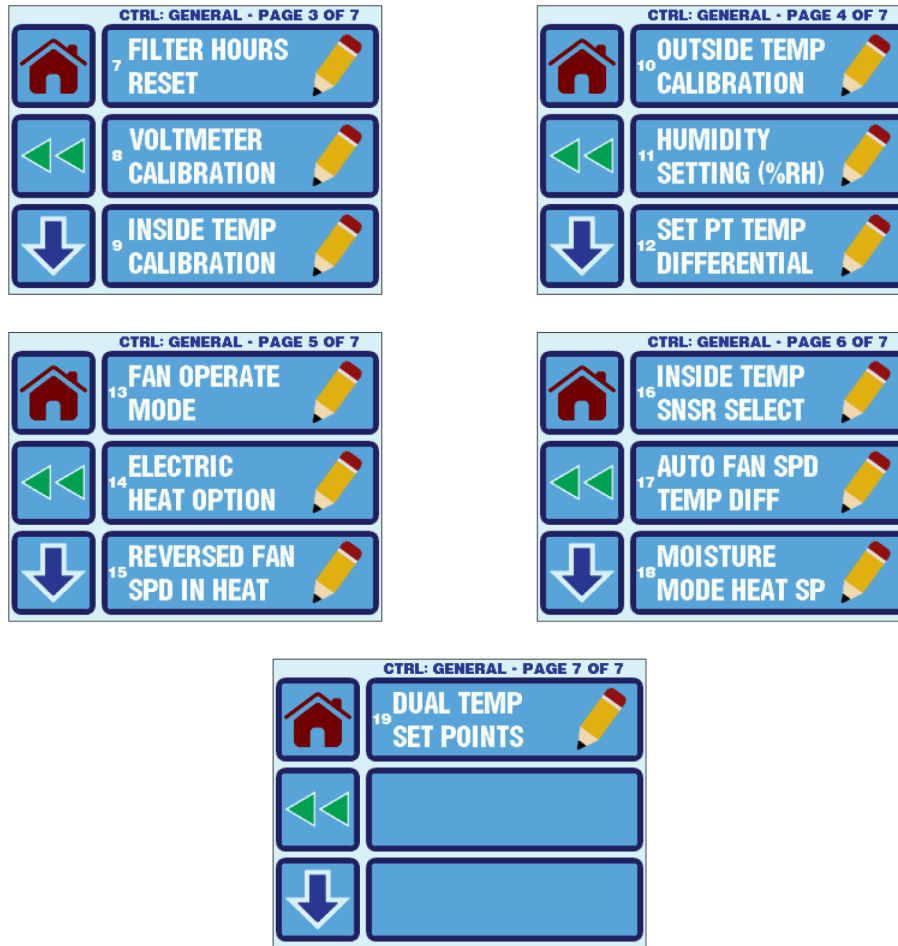 CTRL: GENERAL - PAGE 3 OF 7
7 FILTER HOURS
RESET
8 VOLTMETER
CALIBRATION
9 INSIDE TEMP
CALIBRATION
CTRL: GENERAL - PAGE 4 OF 7
10 OUTSIDE TEMP
CALIBRATION
11 HUMIDITY
SETTING (%RH)
12 SET PT TEMP
DIFFERENTIAL
CTRL: GENERAL - PAGE 5 OF 7
13 FAN OPERATE
MODE
14 ELECTRIC
HEAT OPTION
15 REVERSED FAN
SPD IN HEAT
CTRL: GENERAL - PAGE 6 OF 7
16 INSIDE TEMP
SNSR SELECT
17 AUTO FAN SPD
TEMP DIFF
18 MOISTURE
MODE HEAT SP
CTRL: GENERAL - PAGE 7 OF 7
19 DUAL TEMP
SET POINTS